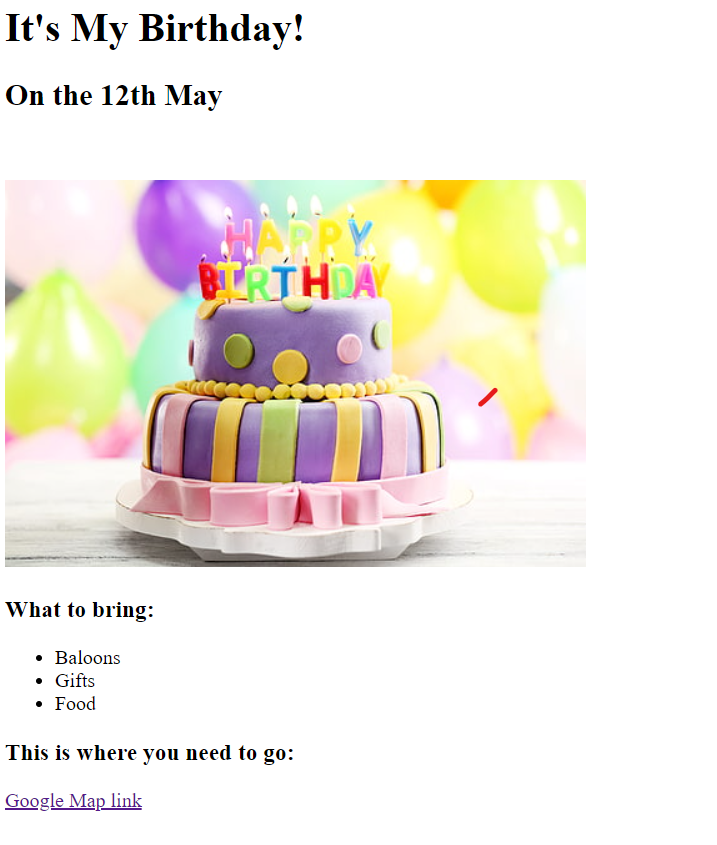 It's My Birthday!
On the 12th May
HAPPY
BIRTHDAY
What to bring:
Baloons
Gifts
Food
This is where you need to go:
Google Map link